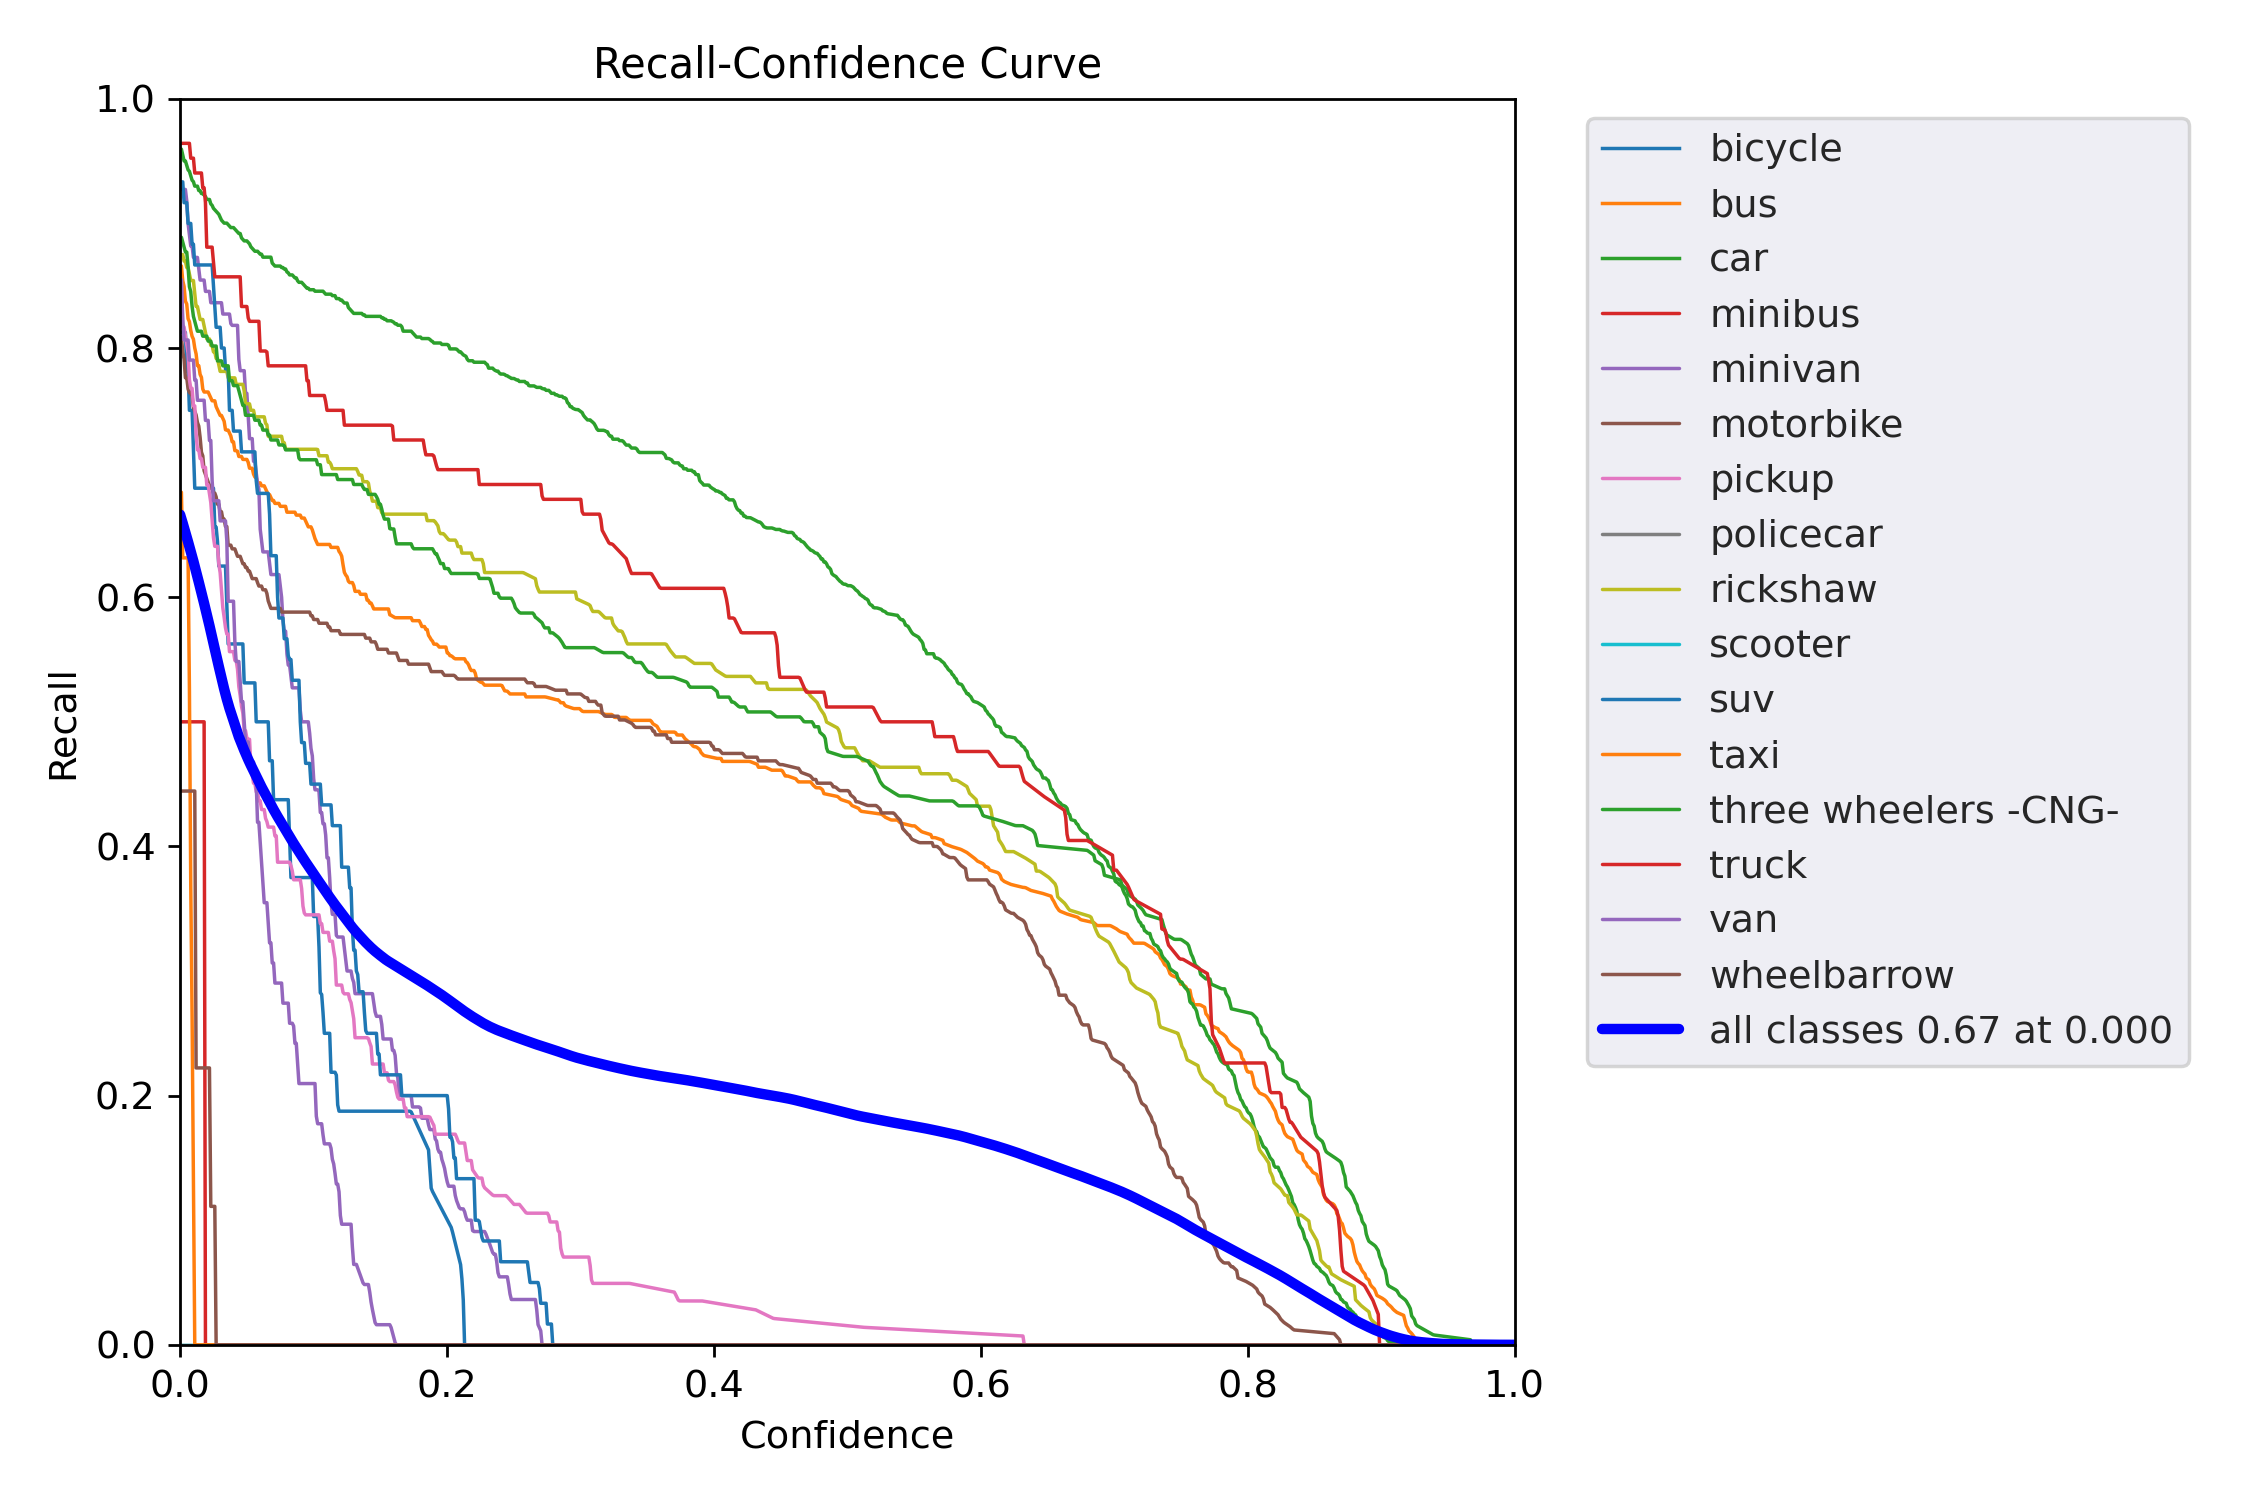 Recall-Confidence Curve
1.0
0.8
0.6
0.4
0.2
0.0
Recall
0.0 0.2 0.4 0.6 0.8 1.0
Confidence
bicycle
bus
car
minibus
minivan
motorbike
pickup
policecar
rickshaw
scooter
suv
taxi
three wheelers -CNG-
truck
van
wheelbarrow
all classes 0.67 at 0.000